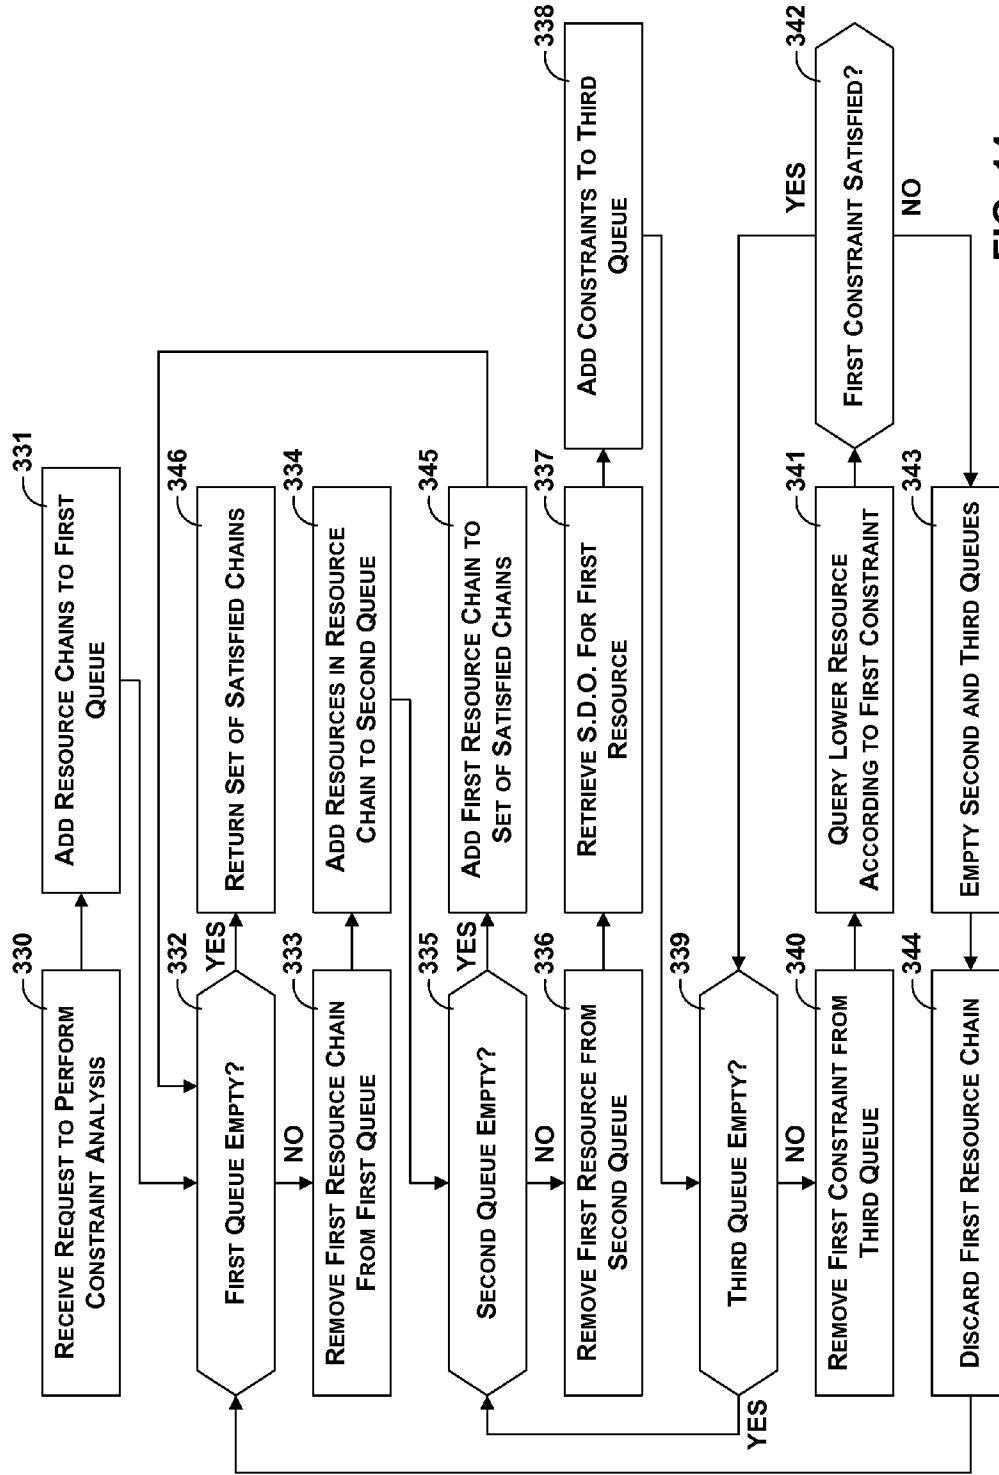 330
RECEIVE REQUEST TO PERFORM
CONSTRAINT ANALYSIS
331
ADD RESOURCE CHAINS TO FIRST
QUEUE
332
FIRST QUEUE EMPTY?
YES
NO
346
RETURN SET OF SATISFIED CHAINS
333
REMOVE FIRST RESOURCE CHAIN
FROM FIRST QUEUE
334
ADD RESOURCES IN RESOURCE
CHAIN TO SECOND QUEUE
335
SECOND QUEUE EMPTY?
YES
NO
345
ADD FIRST RESOURCE CHAIN TO
SET OF SATISFIED CHAINS
336
REMOVE FIRST RESOURCE FROM
SECOND QUEUE
337
RETRIEVE S.D.O. FOR FIRST
RESOURCE
338
ADD CONSTRAINTS TO THIRD
QUEUE
339
THIRD QUEUE EMPTY?
YES
NO
340
REMOVE FIRST CONSTRAINT FROM
THIRD QUEUE
341
QUERY LOWER RESOURCE
ACCORDING TO FIRST CONSTRAINT
342
FIRST CONSTRAINT SATISFIED?
YES
NO
343
EMPTY SECOND AND THIRD QUEUES
344
DISCARD FIRST RESOURCE CHAIN